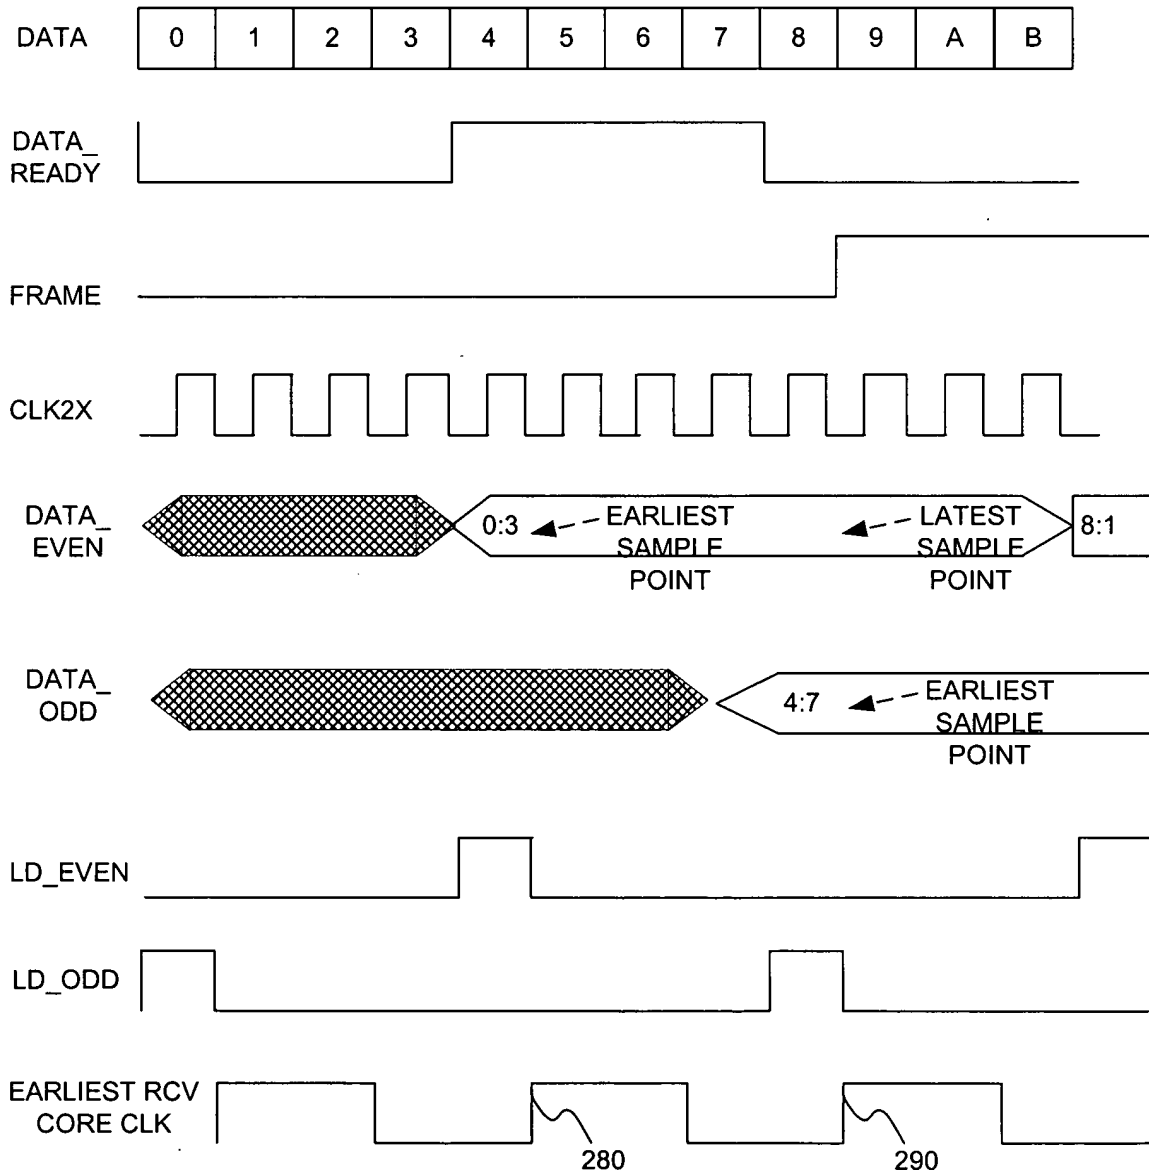 DATA 0 1 2 3 4 5 6 7 8 9 A B
DATA_
READY
FRAME
CLK2X
DATA_
EVEN
0:3
EARLIEST
SAMPLE
POINT
LATEST
SAMPLE
POINT
8:1
DATA_
ODD
4:7
EARLIEST
SAMPLE
POINT
LD_EVEN
LD_ODD
EARLIEST RCV
CORE CLK
280
290